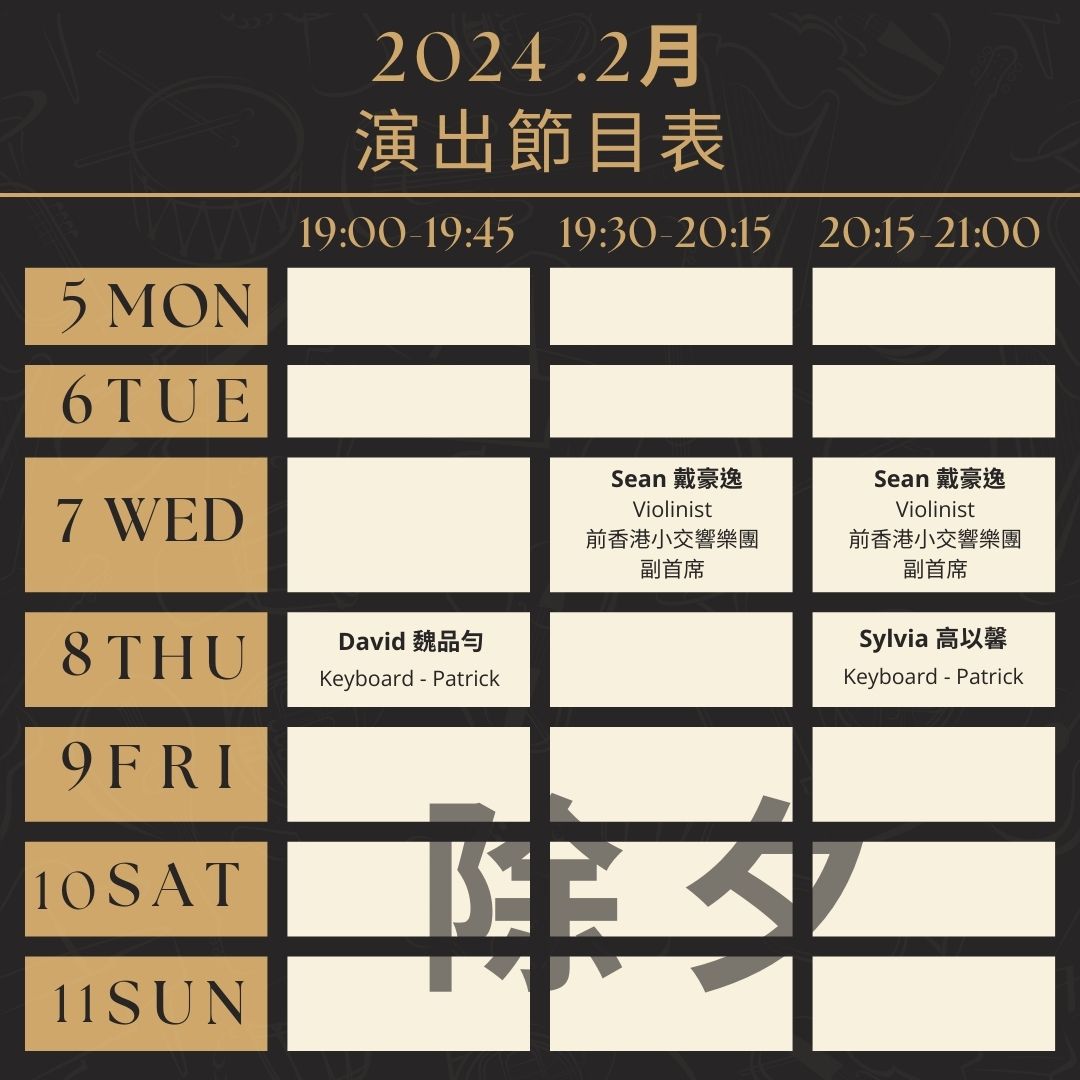 2024 .2月
演出節目表
19:00-19:45 19:30-20:15 20:15-21:00
5 MON
6 TUE
7 WED
Sean 戴豪逸
Violinist
前香港小交響樂團
副首席
Sean 戴豪逸
Violinist
前香港小交響樂團
副首席
8 THU
David 魏品勻
Keyboard - Patrick
Sylvia 高以馨
Keyboard - Patrick
9 FRI
10 SAT
11 SUN
除夕